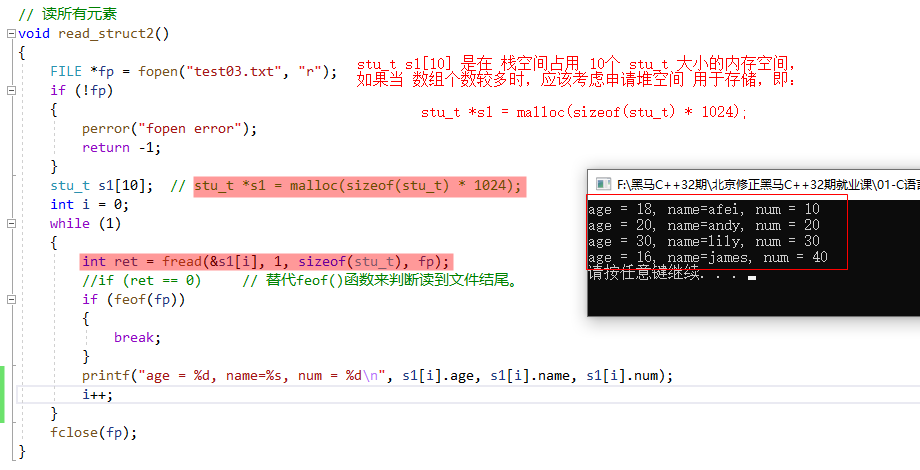 // 读所有元素
void read_struct2()
{
FILE *fp = fopen("test03.txt", "r");
if (!fp)
{
perror("fopen error");
return -1;
}
stu_t s1[10];  // stu_t *s1 = malloc(sizeof(stu_t) * 1024);
int i = 0;
while (1)
{
int ret = fread(&s1[i], 1, sizeof(stu_t), fp);
//if (ret == 0)     // 替代feof()函数来判断读到文件结尾。
if (feof(fp))
{
break;
}
printf("age = %d, name=%s, num = %d\n", s1[i].age, s1[i].name, s1[i].num);
i++;
}
fclose(fp);
}
stu_t s1[10] 是在 栈空间占用 10个 stu_t 大小的内存空间,
如果当 数组个数较多时，应该考虑申请堆空间 用于存储，即:
stu_t *s1 = malloc(sizeof(stu_t) * 1024);
F:\黑马C++32期\北京修正黑马C++32期就业课\01-C语言
age = 18, name=afei, num = 10
age = 20, name=andy, num = 20
age = 30, name=lily, num = 30
age = 16, name=james, num = 40
请按任意键继续. . .